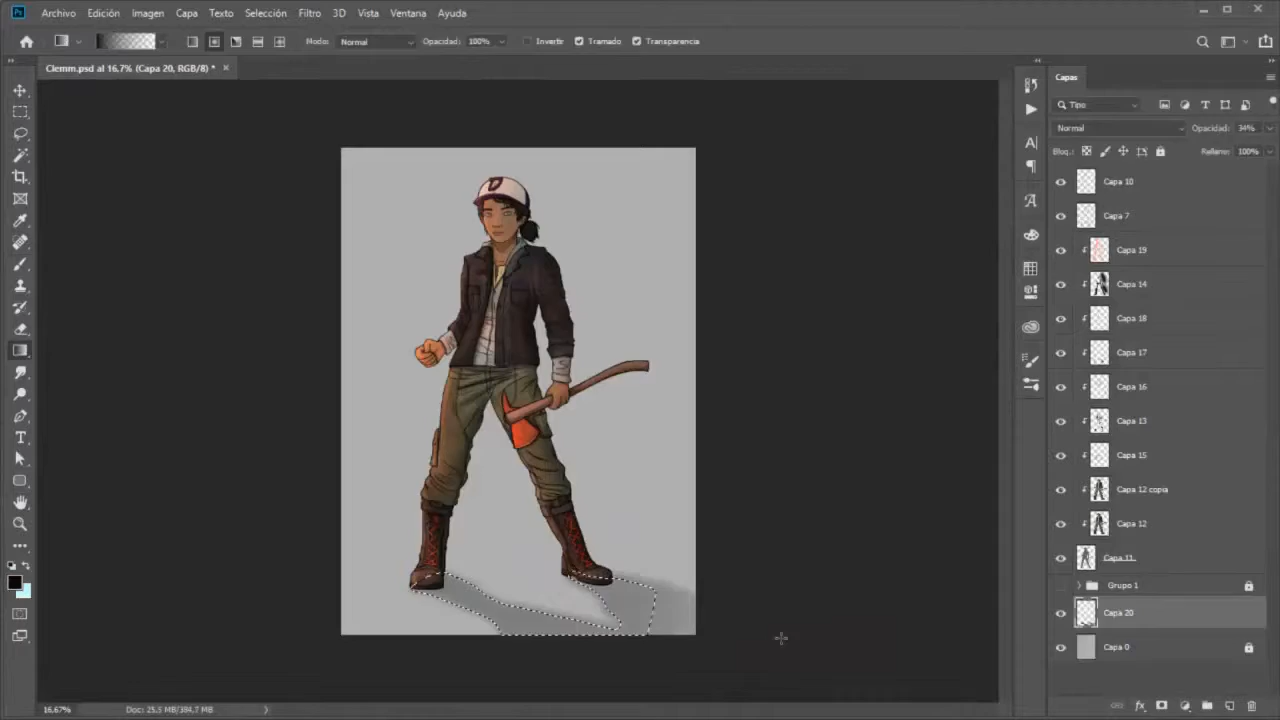 Ps Archivo Edición Imagen Capa Texto Selección Filtro 3D Vista Ventana Ayuda
Modo: Normal Opacidad: 100% Invertir Tramado Transparencia
Clemm.psd al 16,7% (Capa 20, RGB/8) * x
Capas
Tipo
Normal Opacidad: 34%
Bloq.: Relleno: 100%
Capa 10
Capa 7
Capa 19
Capa 14
Capa 18
Capa 17
Capa 16
Capa 13
Capa 15
Capa 12 copia
Capa 12
Capa 11
Grupo 1
Capa 20
Capa 0
D
16,67% Doc: 25,5 MB/394,7 MB